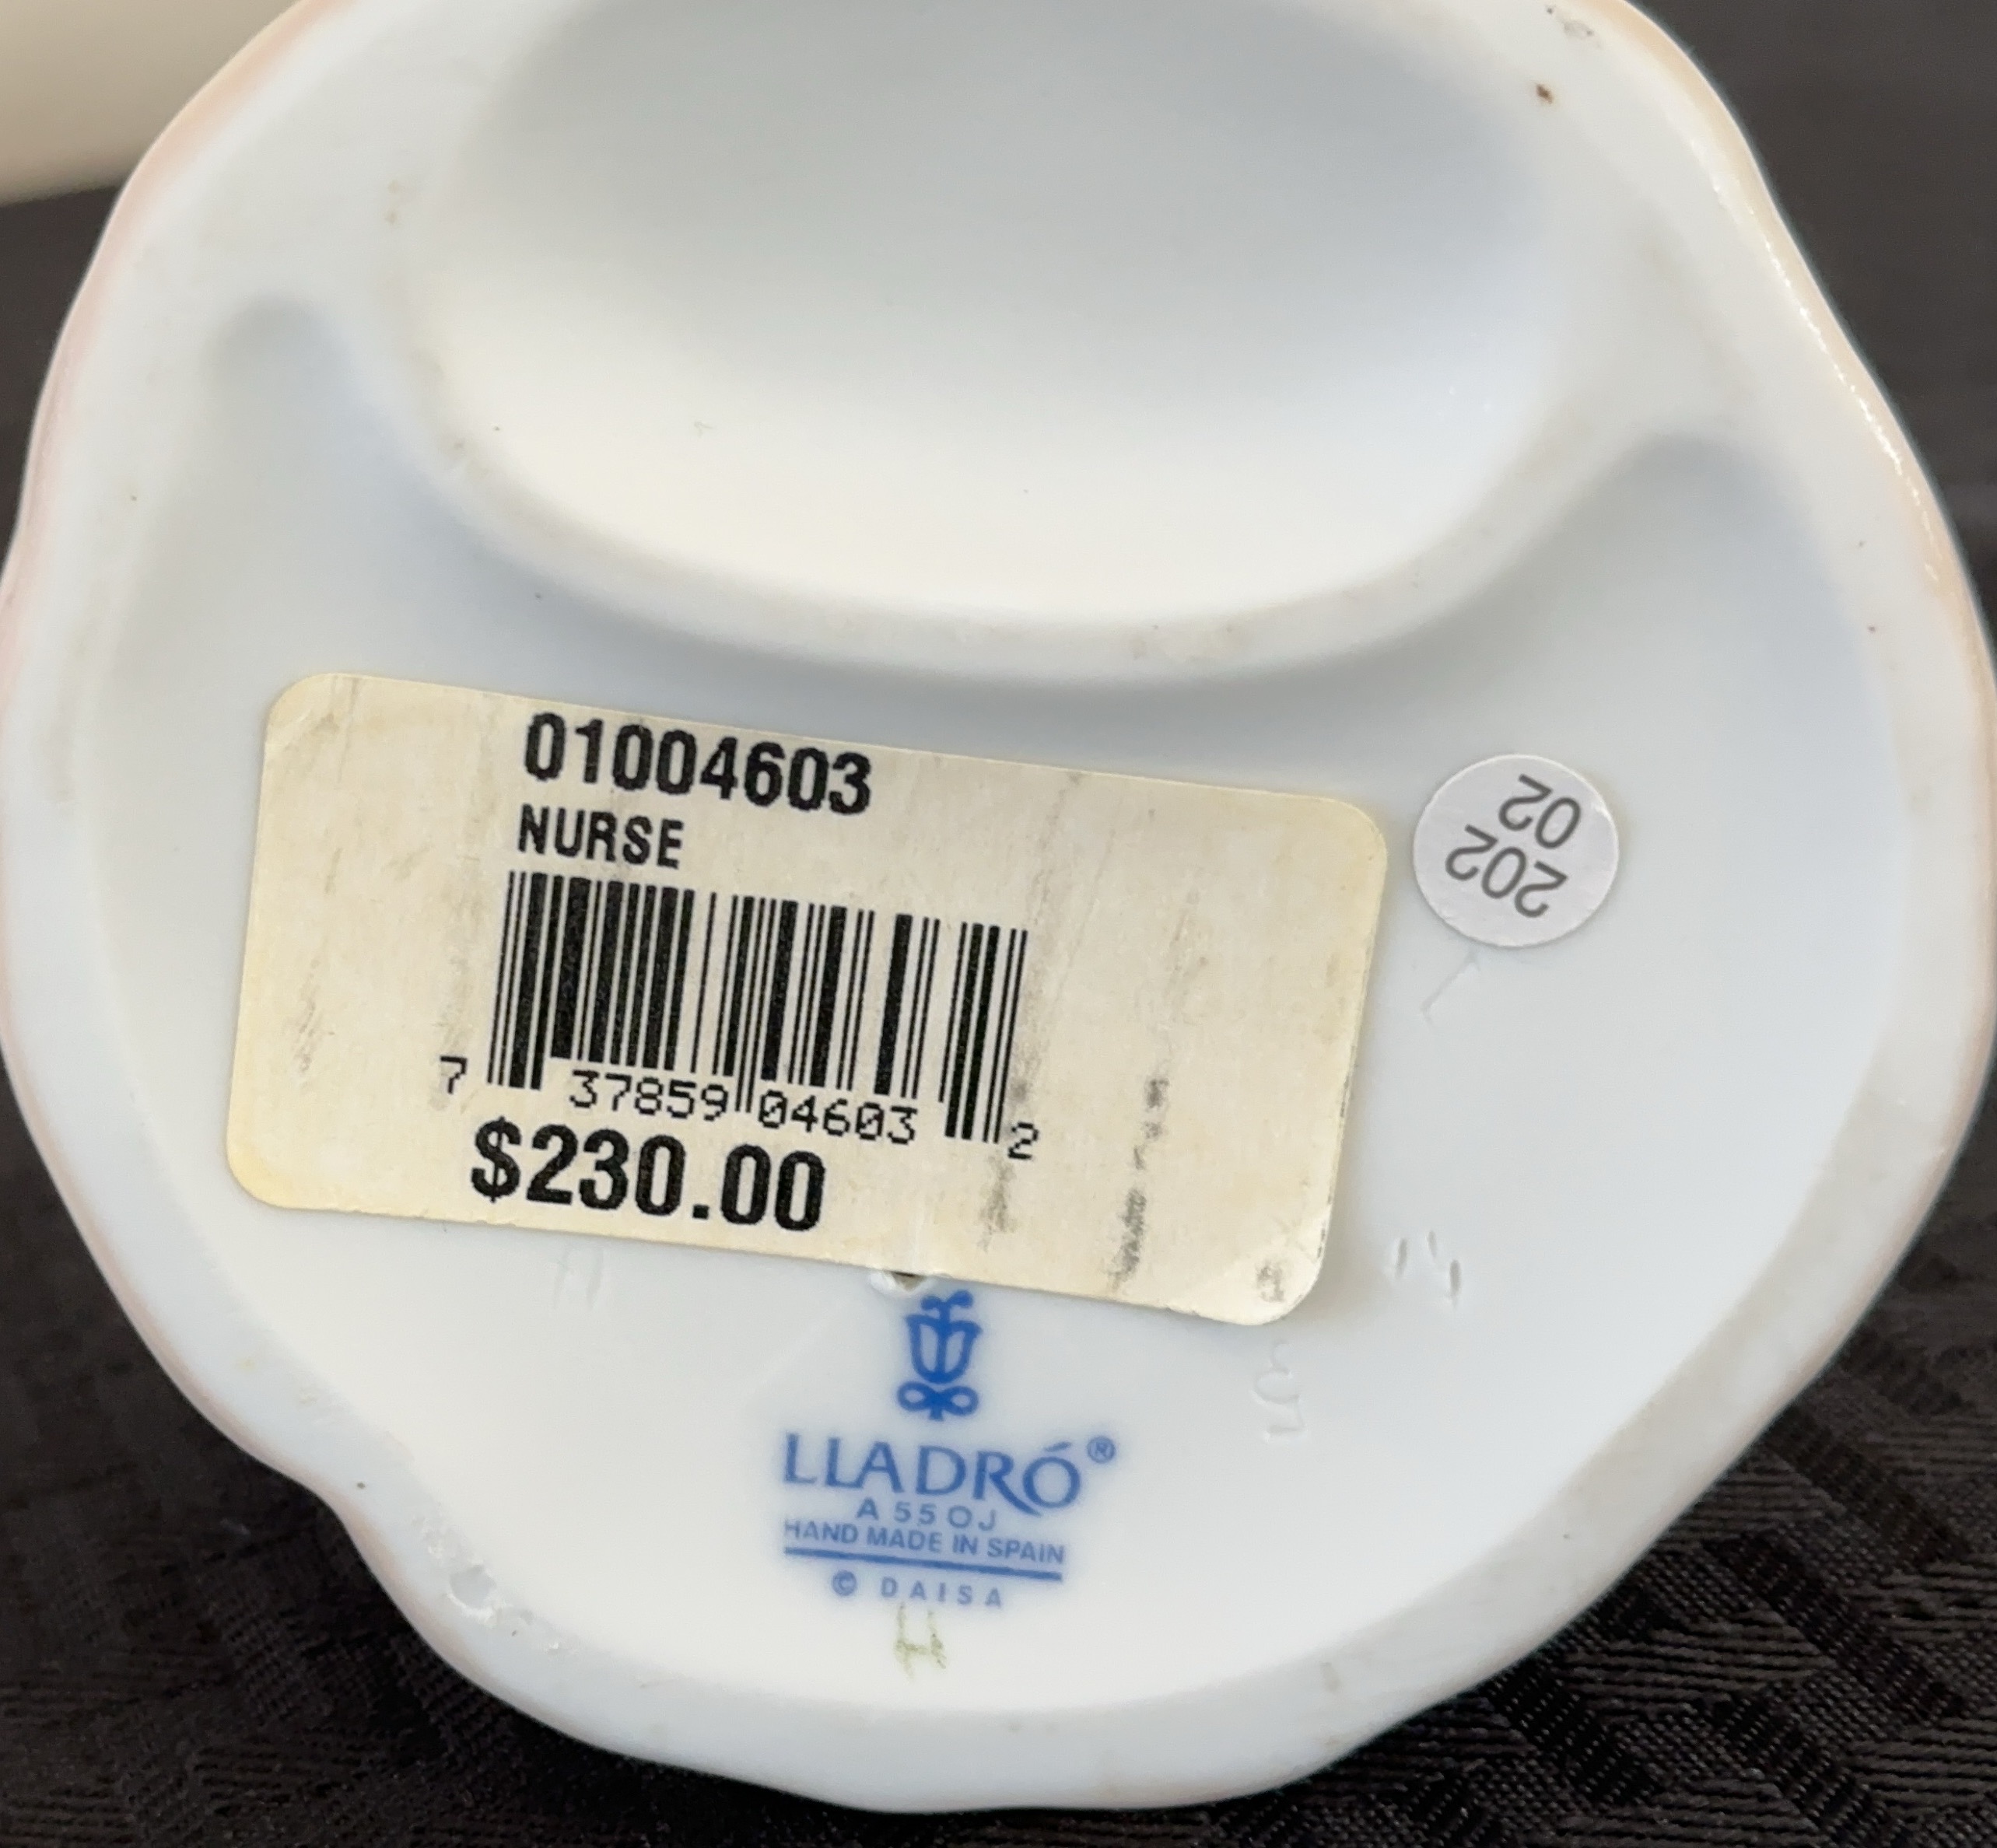 01004603
NURSE
7 37859 04603 2
$230.00
202
02
LLADRÓ®
A 55 OJ
HAND MADE IN SPAIN
© DAISA
H